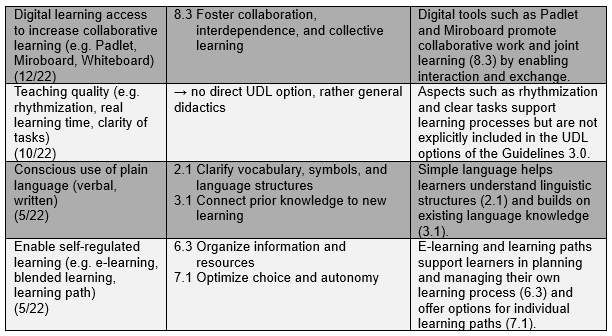 Digital learning access
to increase collaborative
learning (e.g. Padlet,
Miroboard, Whiteboard)
(12/22)
8.3 Foster collaboration,
interdependence, and collective
learning
Digital tools such as Padlet
and Miroboard promote
collaborative work and joint
learning (8.3) by enabling
interaction and exchange.
Teaching quality (e.g.
rhythmization, real
learning time, clarity of
tasks)
(10/22)
→ no direct UDL option, rather general
didactics
Aspects such as rhythmization
and clear tasks support
learning processes but are not
explicitly included in the UDL
options of the Guidelines 3.0.
Conscious use of plain
language (verbal,
written)
(5/22)
2.1 Clarify vocabulary, symbols, and
language structures
3.1 Connect prior knowledge to new
learning
Simple language helps
learners understand linguistic
structures (2.1) and builds on
existing language knowledge
(3.1).
Enable self-regulated
learning (e.g. e-learning,
blended learning,
learning path)
(5/22)
6.3 Organize information and
resources
7.1 Optimize choice and autonomy
E-learning and learning paths
support learners in planning
and managing their own
learning process (6.3) and
offer options for individual
learning paths (7.1).